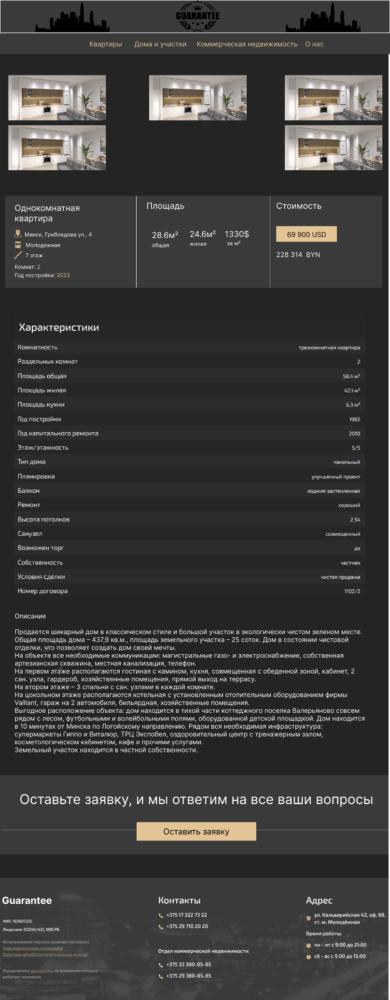 GUARANTEE
Квартиры Дома и участки Коммерческая недвижимость О нас
Однокомнатная
квартира
Минск, Грибоедова ул., 4
Молодежная
7 этаж
Комнат: 2
Год постройки: 2023
Площадь
28.6м² 24.6м² 1330$
общая жилая за м²
Стоимость
69 900 USD
228 314 BYN
Характеристики
Комнатность трехкомнатная квартира
Раздельных комнат 2
Площадь общая 58.4 м²
Площадь жилая 42.1 м²
Площадь кухни 6.3 м²
Год постройки 1965
Год капитального ремонта 2018
Этаж/этажность 5/5
Тип дома панельный
Планировка улучшенный проект
Балкон лоджия застекленная
Ремонт хороший
Высота потолков 2.54
Санузел совмещенный
Возможен торг да
Собственность частная
Условия сделки чистая продажа
Номер договора 1102/2
Описание
Продается шикарный дом в классическом стиле и большой участок в экологически чистом зеленом месте.
Общая площадь дома – 437,9 кв.м., площадь земельного участка – 25 соток. Дом в состоянии чистовой
отделки, что позволяет создать дом своей мечты.
На объекте все необходимые коммуникации: магистральные газо- и электроснабжение, собственная
артезианская скважина, местная канализация, телефон.
На первом этаже располагаются гостиная с камином, кухня, совмещенная с обеденной зоной, кабинет, 2
сан. узла, гардероб, хозяйственные помещения, прямой выход на террасу.
На втором этаже – 3 спальни с сан. узлами в каждой комнате.
На цокольном этаже располагаются котельная с установленным отопительным оборудованием фирмы
Vaillant, гараж на 2 автомобиля, бильярдная, хозяйственные помещения.
Выгодное расположение объекта: дом находится в тихой части коттеджного поселка Валерьяново совсем
рядом с лесом, футбольными и волейбольными полями, оборудованной детской площадкой. Дом находится
в 10 минутах от Минска по Логойскому направлению. Рядом вся необходимая инфраструктура:
супермаркеты Гиппо и Виталюр, ТРЦ Экспобел, оздоровительный центр с тренажерным залом,
косметологическом кабинетом, кафе и прочими услугами.
Земельный участок находится в частной собственности.
Оставьте заявку, и мы ответим на все ваши вопросы
Оставить заявку
Guarantee
УНП: 193601325
Лицензия: 02240/431, МЮ РБ
Использование портала означает согласие с
Пользовательское соглашение
Политика обработки персональных данных
Юридические документы, на основании которых
работает компания
Контакты
+375 17 322 73 22
+375 29 710 20 20
Отдел коммерческой недвижимости:
+375 33 380-85-85
+375 29 380-85-85
Адрес
ул. Кальварийская 42, оф. 68,
ст. м. Молодёжная
Время работы:
пн - пт с 9:00 до 21:00
сб - вс с 9.00 до 15.00